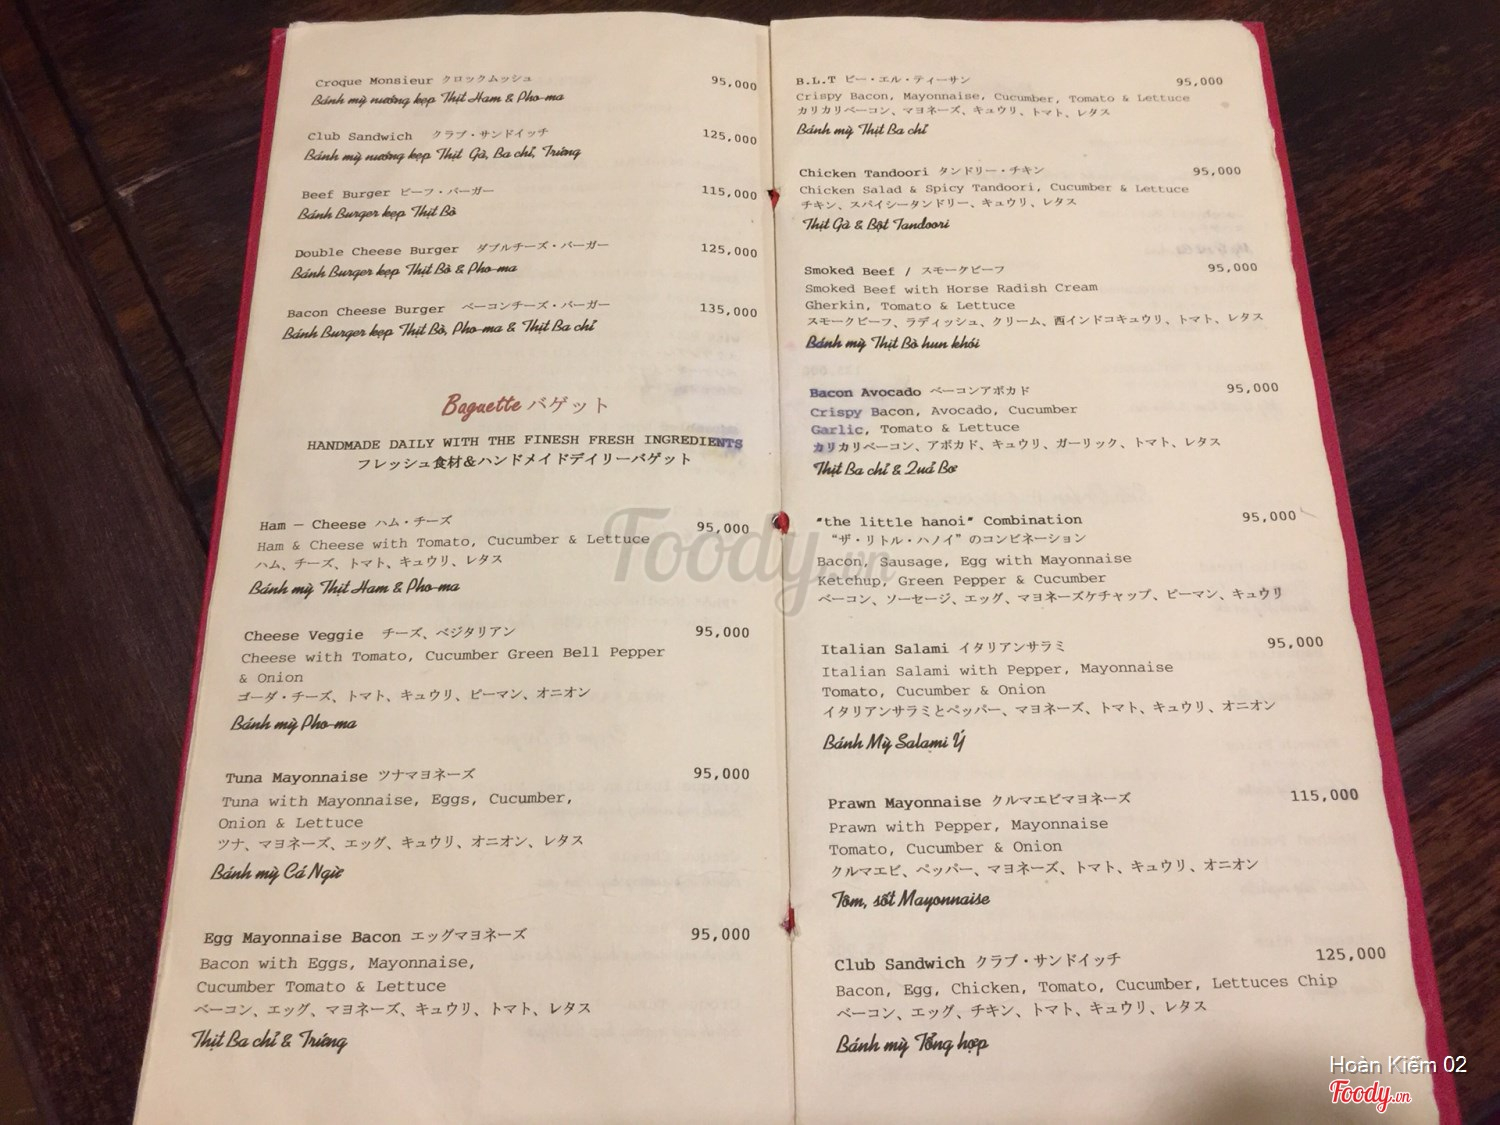 Croque Monsieur クロックムッシュ 95,000
Bánh mỳ nướng kẹp Thịt Ham & Pho-ma
Club Sandwich クラブ・サンドイッチ 125,000
Bánh mỳ nướng kẹp Thịt Gà, Ba chỉ, Trứng
Beef Burger ビーフ・バーガー 115,000
Bánh Burger kẹp Thịt Bò
Double Cheese Burger ダブルチーズ・バーガー 125,000
Bánh Burger kẹp Thịt Bò & Pho-ma
Bacon Cheese Burger ベーコンチーズ・バーガー 135,000
Bánh Burger kẹp Thịt Bò, Pho-ma & Thịt Ba chỉ
Baguette バゲット
HANDMADE DAILY WITH THE FINESH FRESH INGREDIENTS
フレッシュ食材&ハンドメイドデイリーバゲット
Ham – Cheese ハム・チーズ 95,000
Ham & Cheese with Tomato, Cucumber & Lettuce
ハム、チーズ、トマト、キュウリ、レタス
Bánh mỳ Thịt Ham & Pho-ma
Cheese Veggie チーズ、ベジタリアン 95,000
Cheese with Tomato, Cucumber Green Bell Pepper
& Onion
ゴーダ・チーズ、トマト、キュウリ、ピーマン、オニオン
Bánh mỳ Pho-ma
Tuna Mayonnaise ツナマヨネーズ 95,000
Tuna with Mayonnaise, Eggs, Cucumber,
Onion & Lettuce
ツナ、マヨネーズ、エッグ、キュウリ、オニオン、レタス
Bánh mỳ Cá Ngừ
Egg Mayonnaise Bacon エッグマヨネーズ 95,000
Bacon with Eggs, Mayonnaise,
Cucumber Tomato & Lettuce
ベーコン、エッグ、マヨネーズ、キュウリ、トマト、レタス
Thịt Ba chỉ & Trứng
B.L.T ビー・エル・ティーサン 95,000
Crispy Bacon, Mayonnaise, Cucumber, Tomato & Lettuce
カリカリベーコン、マヨネーズ、キュウリ、トマト、レタス
Bánh mỳ Thịt Ba chỉ
Chicken Tandoori タンドリー・チキン 95,000
Chicken Salad & Spicy Tandoori, Cucumber & Lettuce
チキン、スパイシータンドリー、キュウリ、レタス
Thịt Gà & Bột Tandoori
Smoked Beef / スモークビーフ 95,000
Smoked Beef with Horse Radish Cream
Gherkin, Tomato & Lettuce
スモークビーフ、ラディッシュ、クリーム、西インドコキュウリ、トマト、レタス
Bánh mỳ Thịt Bò hun khói
Bacon Avocado ベーコンアボカド 95,000
Crispy Bacon, Avocado, Cucumber
Garlic, Tomato & Lettuce
カリカリベーコン、アボカド、キュウリ、ガーリック、トマト、レタス
Thịt Ba chỉ & Quả Bơ
"the little hanoi" Combination 95,000
“ザ・リトル・ハノイ”のコンビネーション
Bacon, Sausage, Egg with Mayonnaise
Ketchup, Green Pepper & Cucumber
ベーコン、ソーセージ、エッグ、マヨネーズケチャップ、ピーマン、キュウリ
Italian Salami イタリアンサラミ 95,000
Italian Salami with Pepper, Mayonnaise
Tomato, Cucumber & Onion
イタリアンサラミとペッパー、マヨネーズ、トマト、キュウリ、オニオン
Bánh Mỳ Salami Ý
Prawn Mayonnaise クルマエビマヨネーズ 115,000
Prawn with Pepper, Mayonnaise
Tomato, Cucumber & Onion
クルマエビ、ペッパー、マヨネーズ、トマト、キュウリ、オニオン
Tôm, sốt Mayonnaise
Club Sandwich クラブ・サンドイッチ 125,000
Bacon, Egg, Chicken, Tomato, Cucumber, Lettuces Chip
ベーコン、エッグ、チキン、トマト、キュウリ、レタス
Bánh mỳ Tổng hợp
Foody.vn
Hoàn Kiếm 02
Foody.vn